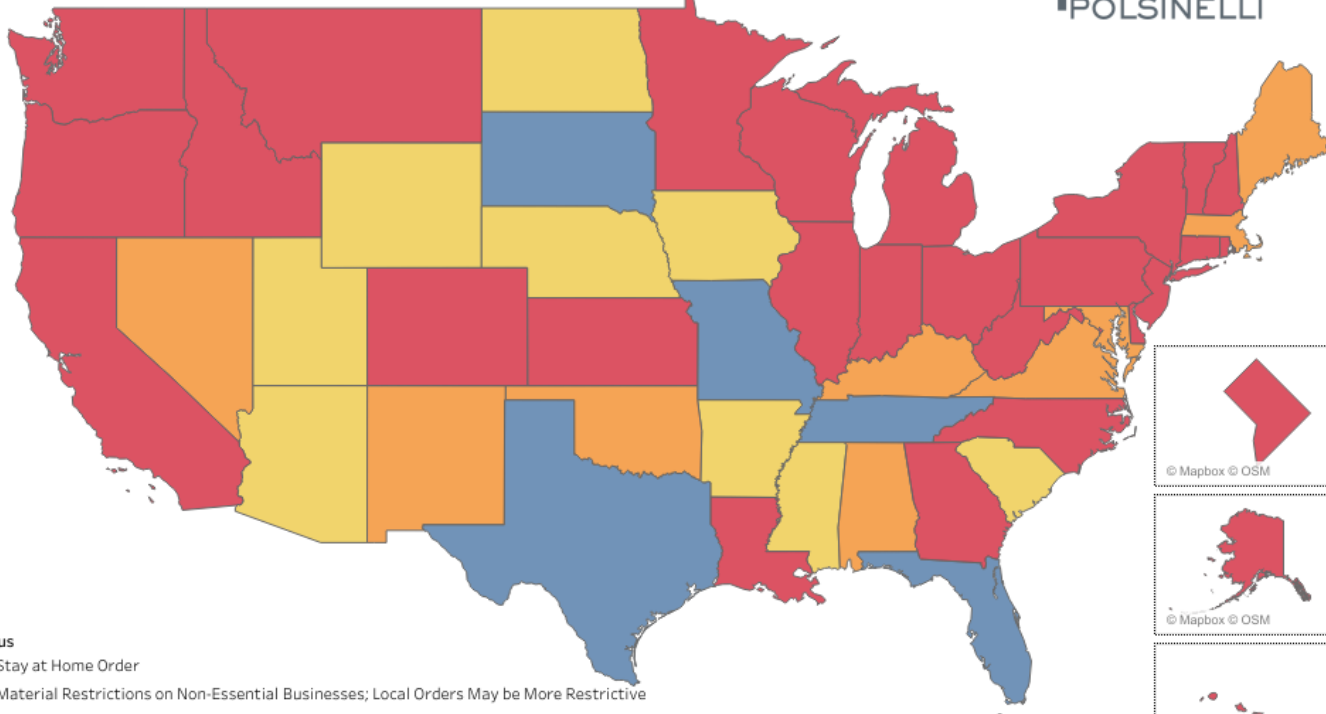 POLSINELLI
© Mapbox © OSM
© Mapbox © OSM
us
Stay at Home Order
Material Restrictions on Non-Essential Businesses; Local Orders May be More Restrictive